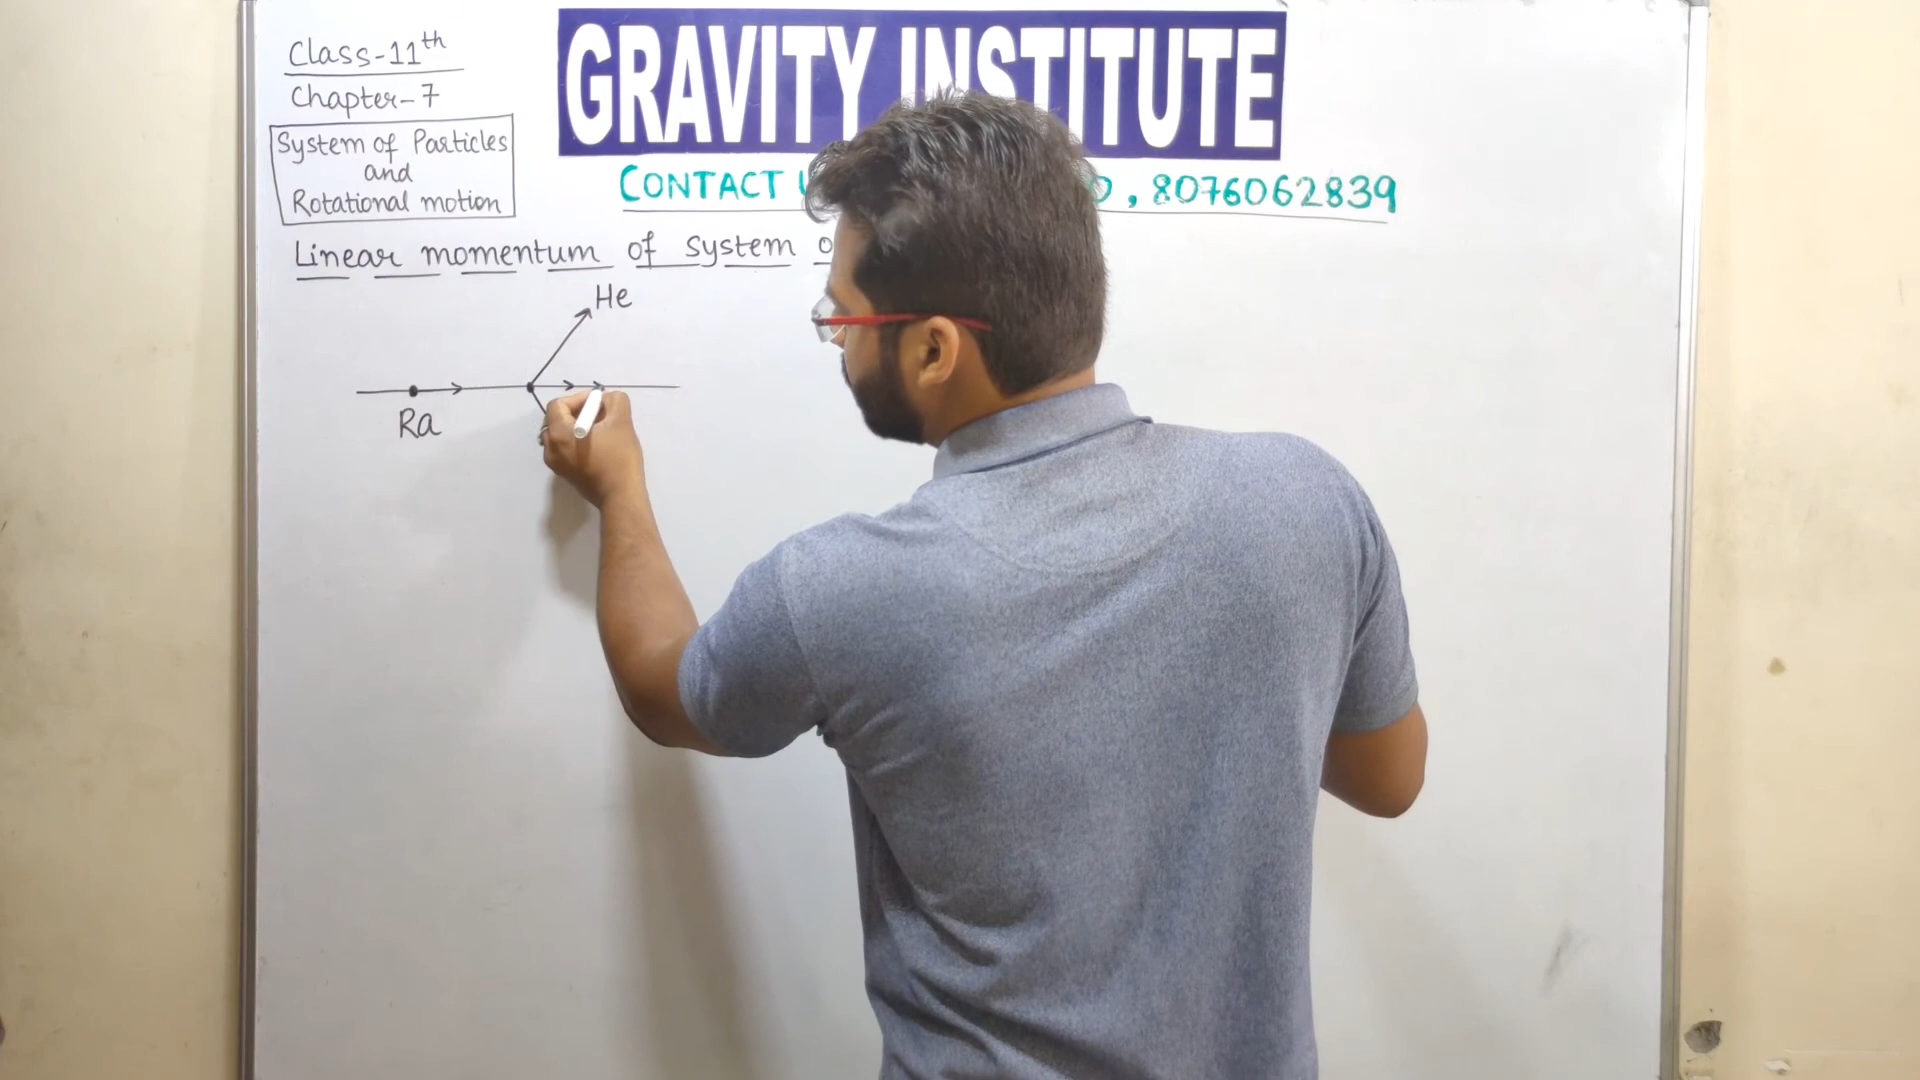 Class-11th
Chapter-7
System of Particles
and
Rotational motion
GRAVITY INSTITUTE
CONTACT , 8076062839
Linear momentum of system
He
Ra